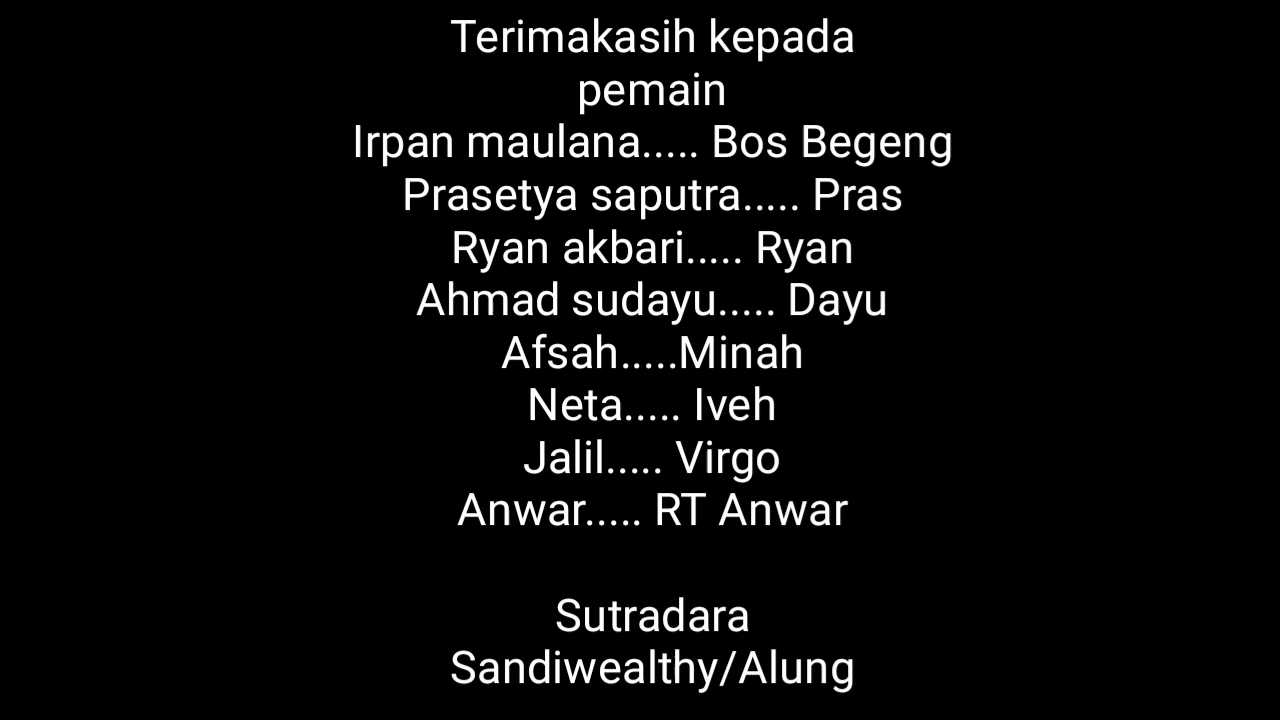 Terimakasih kepada
pemain
Irpan maulana..... Bos Begeng
Prasetya saputra..... Pras
Ryan akbari..... Ryan
Ahmad sudayu..... Dayu
Afsah.....Minah
Neta..... Iveh
Jalil..... Virgo
Anwar..... RT Anwar
Sutradara
Sandiwealthy/Alung